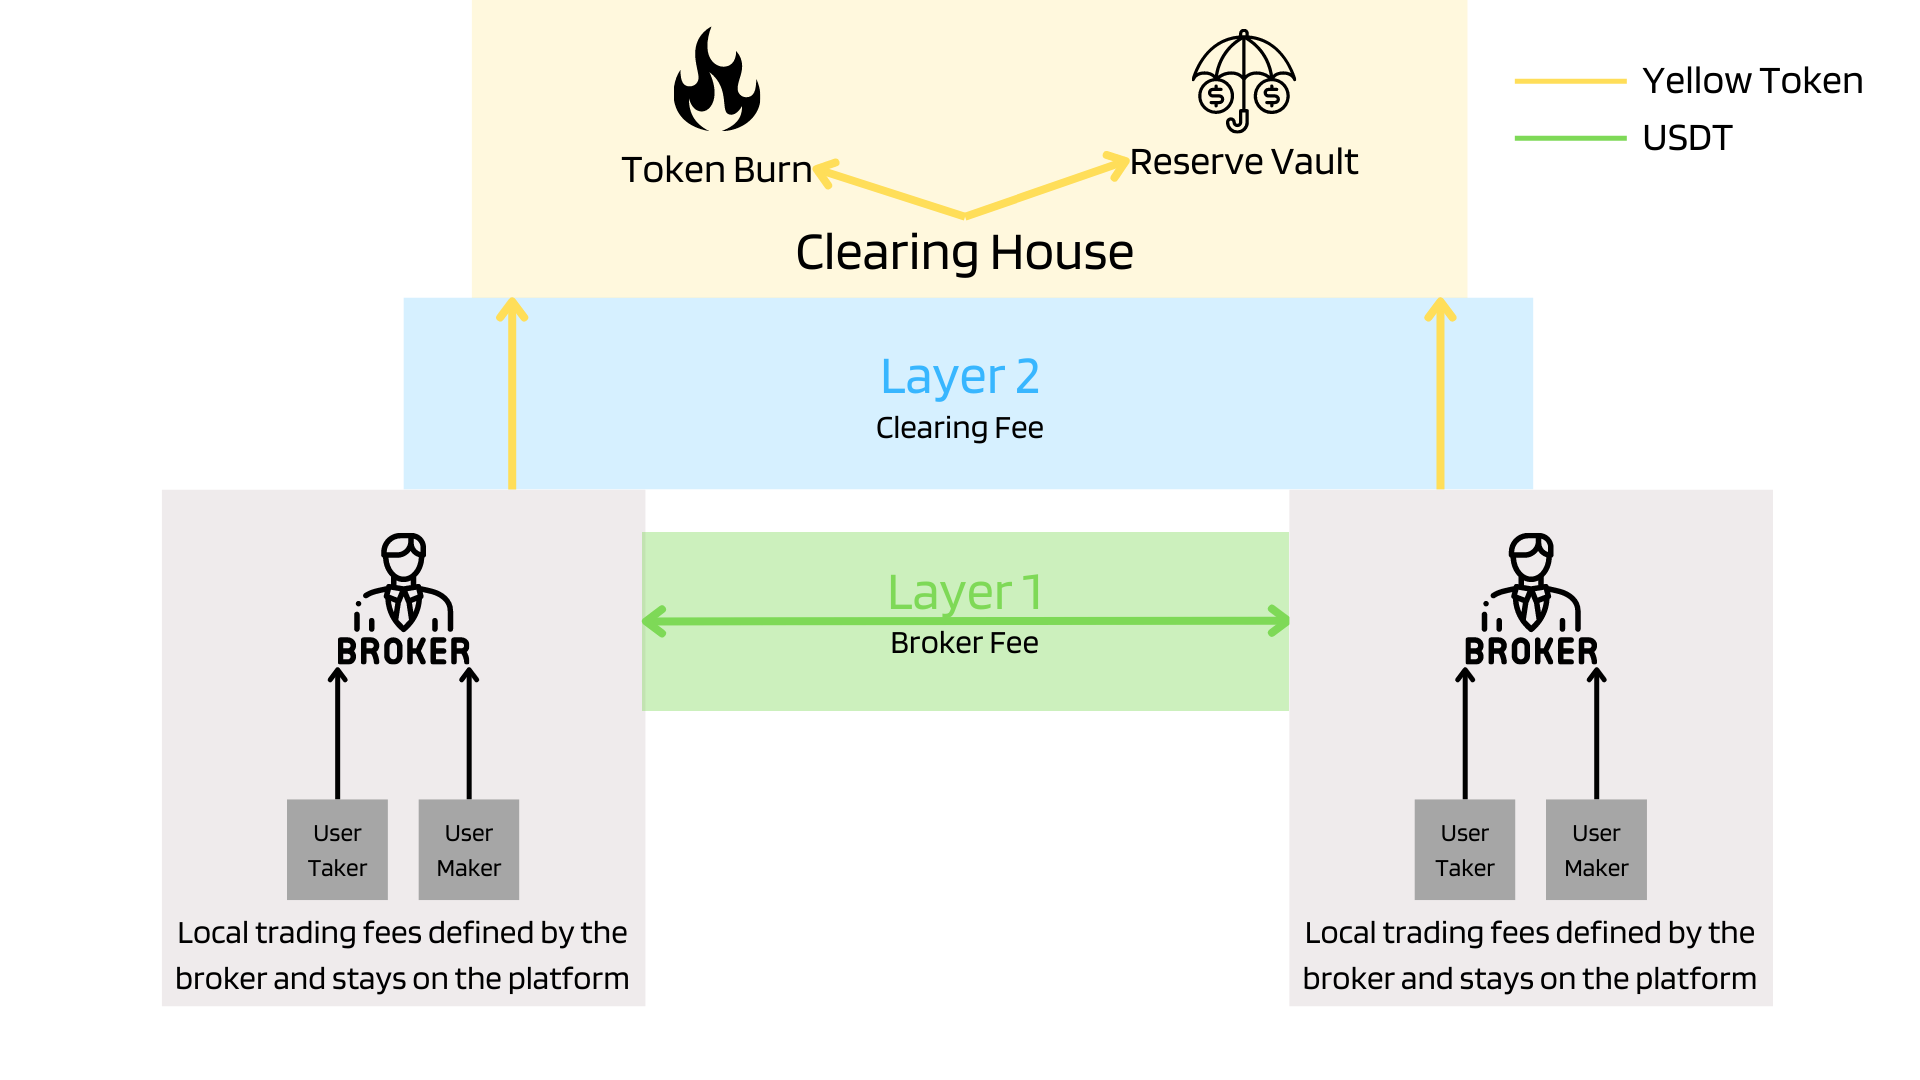 Yellow Token
USDT
Token Burn
Reserve Vault
Clearing House
Layer 2
Clearing Fee
Layer 1
Broker Fee
BROKER
User
Taker
User
Maker
Local trading fees defined by the
broker and stays on the platform
BROKER
User
Taker
User
Maker
Local trading fees defined by the
broker and stays on the platform